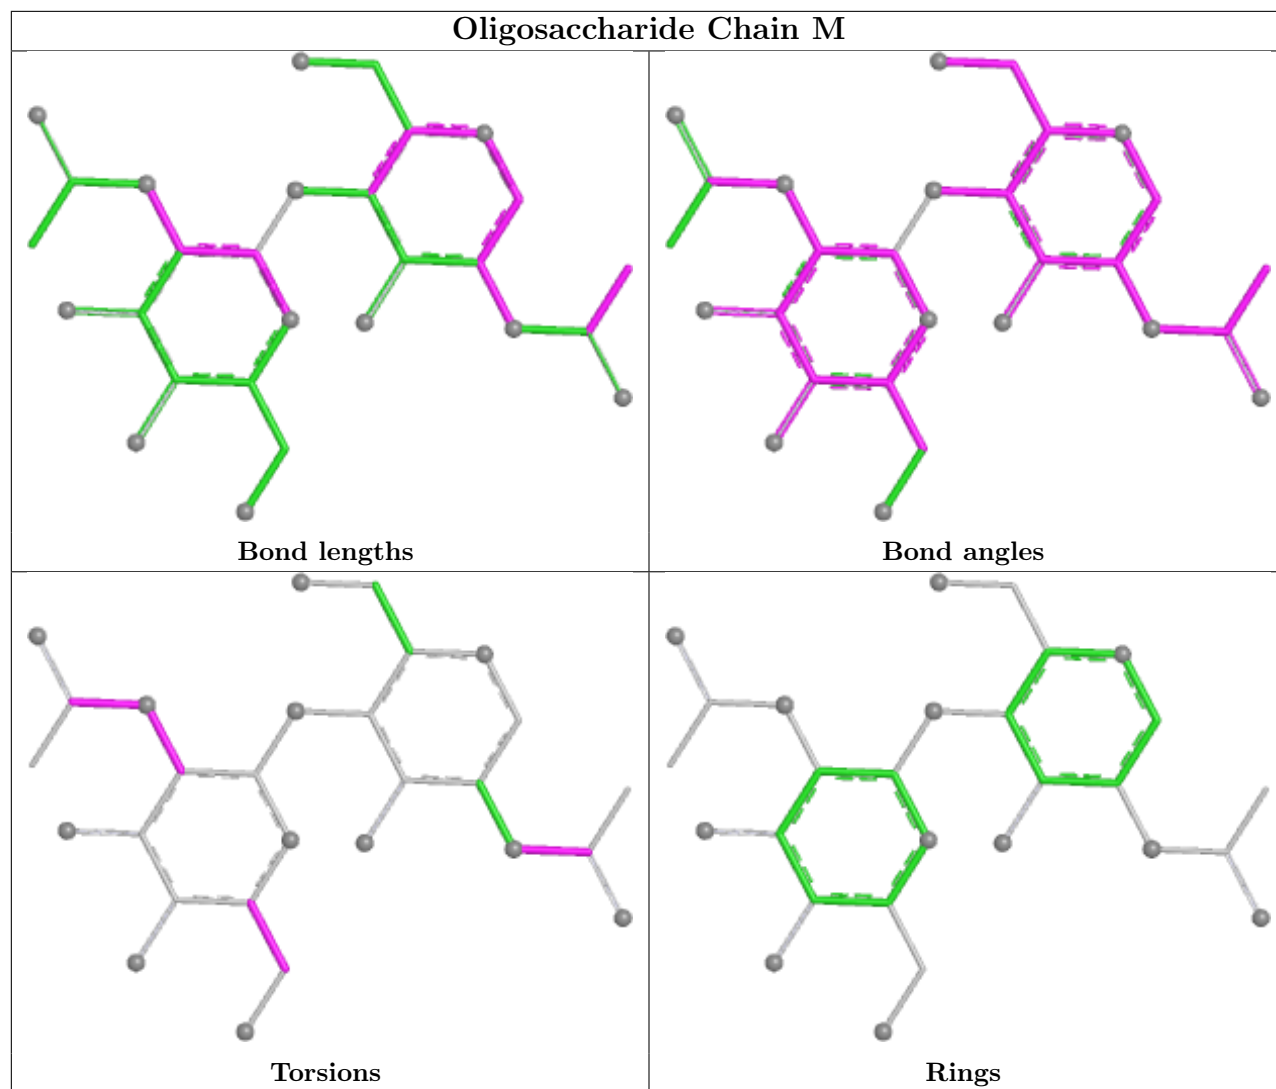 Oligosaccharide Chain M
Bond lengths
Bond angles
Torsions
Rings